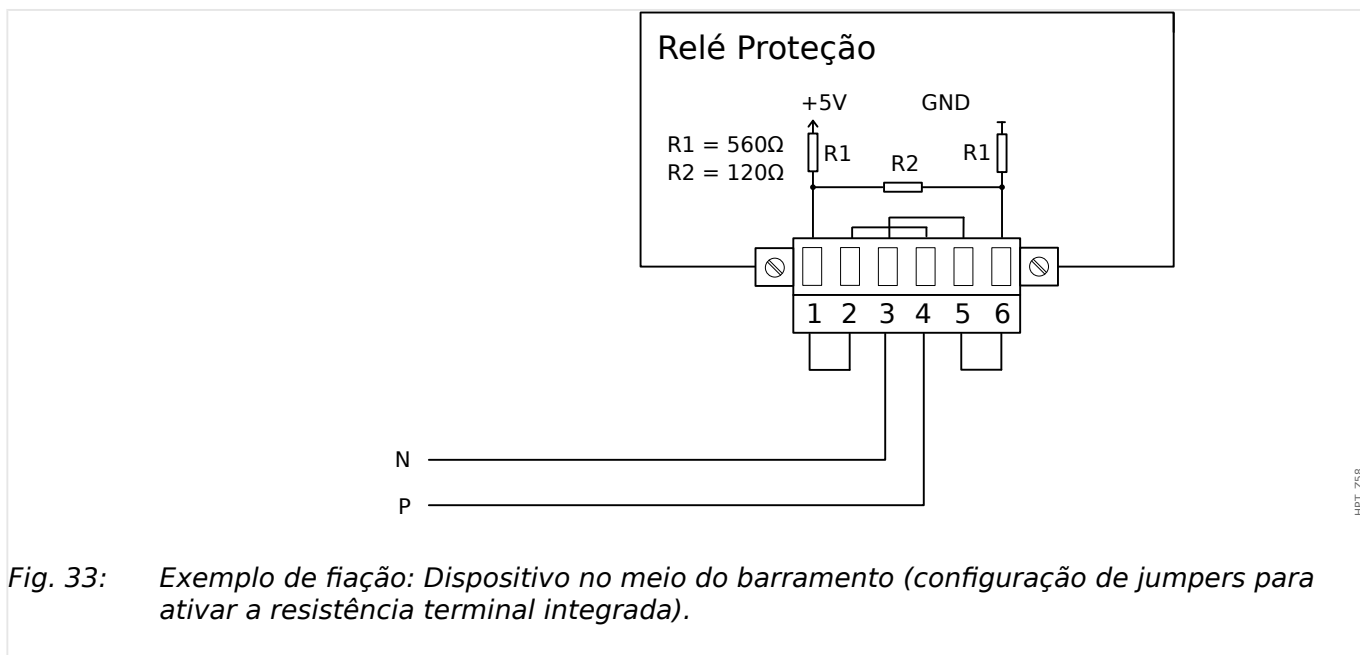 Relé Proteção
+5V GND
R1 = 560Ω
R2 = 120Ω
R1 R2 R1
1 2 3 4 5 6
N
P
HPT_Z58
Fig. 33: Exemplo de fiação: Dispositivo no meio do barramento (configuração de jumpers para
ativar a resistência terminal integrada).